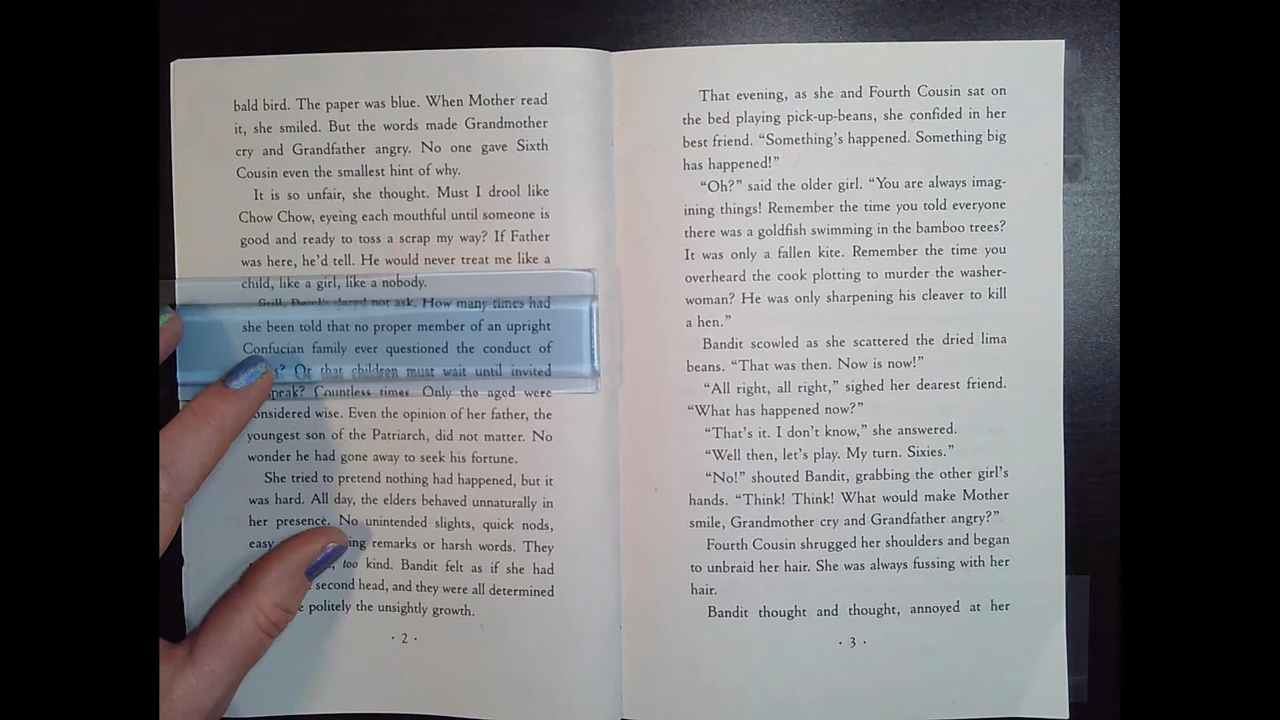 bald bird. The paper was blue. When Mother read
it, she smiled. But the words made Grandmother
cry and Grandfather angry. No one gave Sixth
Cousin even the smallest hint of why.
It is so unfair, she thought. Must I drool like
Chow Chow, eyeing each mouthful until someone is
good and ready to toss a scrap my way? If Father
was here, he'd tell. He would never treat me like a
child, like a girl, like a nobody.
Still, Bandit dared not ask. How many times had
she been told that no proper member of an upright
Confucian family ever questioned the conduct of
? Or that children must wait until invited
speak? Countless times. Only the aged were
considered wise. Even the opinion of her father, the
youngest son of the Patriarch, did not matter. No
wonder he had gone away to seek his fortune.
She tried to pretend nothing had happened, but it
was hard. All day, the elders behaved unnaturally in
her presence. No unintended slights, quick nods,
easy remarks or harsh words. They
too kind. Bandit felt as if she had
second head, and they were all determined
politely the unsightly growth.
· 2 ·
That evening, as she and Fourth Cousin sat on
the bed playing pick-up-beans, she confided in her
best friend. “Something's happened. Something big
has happened!”
“Oh?” said the older girl. “You are always imag-
ining things! Remember the time you told everyone
there was a goldfish swimming in the bamboo trees?
It was only a fallen kite. Remember the time you
overheard the cook plotting to murder the washer-
woman? He was only sharpening his cleaver to kill
a hen.”
Bandit scowled as she scattered the dried lima
beans. “That was then. Now is now!”
“All right, all right,” sighed her dearest friend.
“What has happened now?”
“That's it. I don't know,” she answered.
“Well then, let's play. My turn. Sixies.”
“No!” shouted Bandit, grabbing the other girl's
hands. “Think! Think! What would make Mother
smile, Grandmother cry and Grandfather angry?”
Fourth Cousin shrugged her shoulders and began
to unbraid her hair. She was always fussing with her
hair.
Bandit thought and thought, annoyed at her
· 3 ·